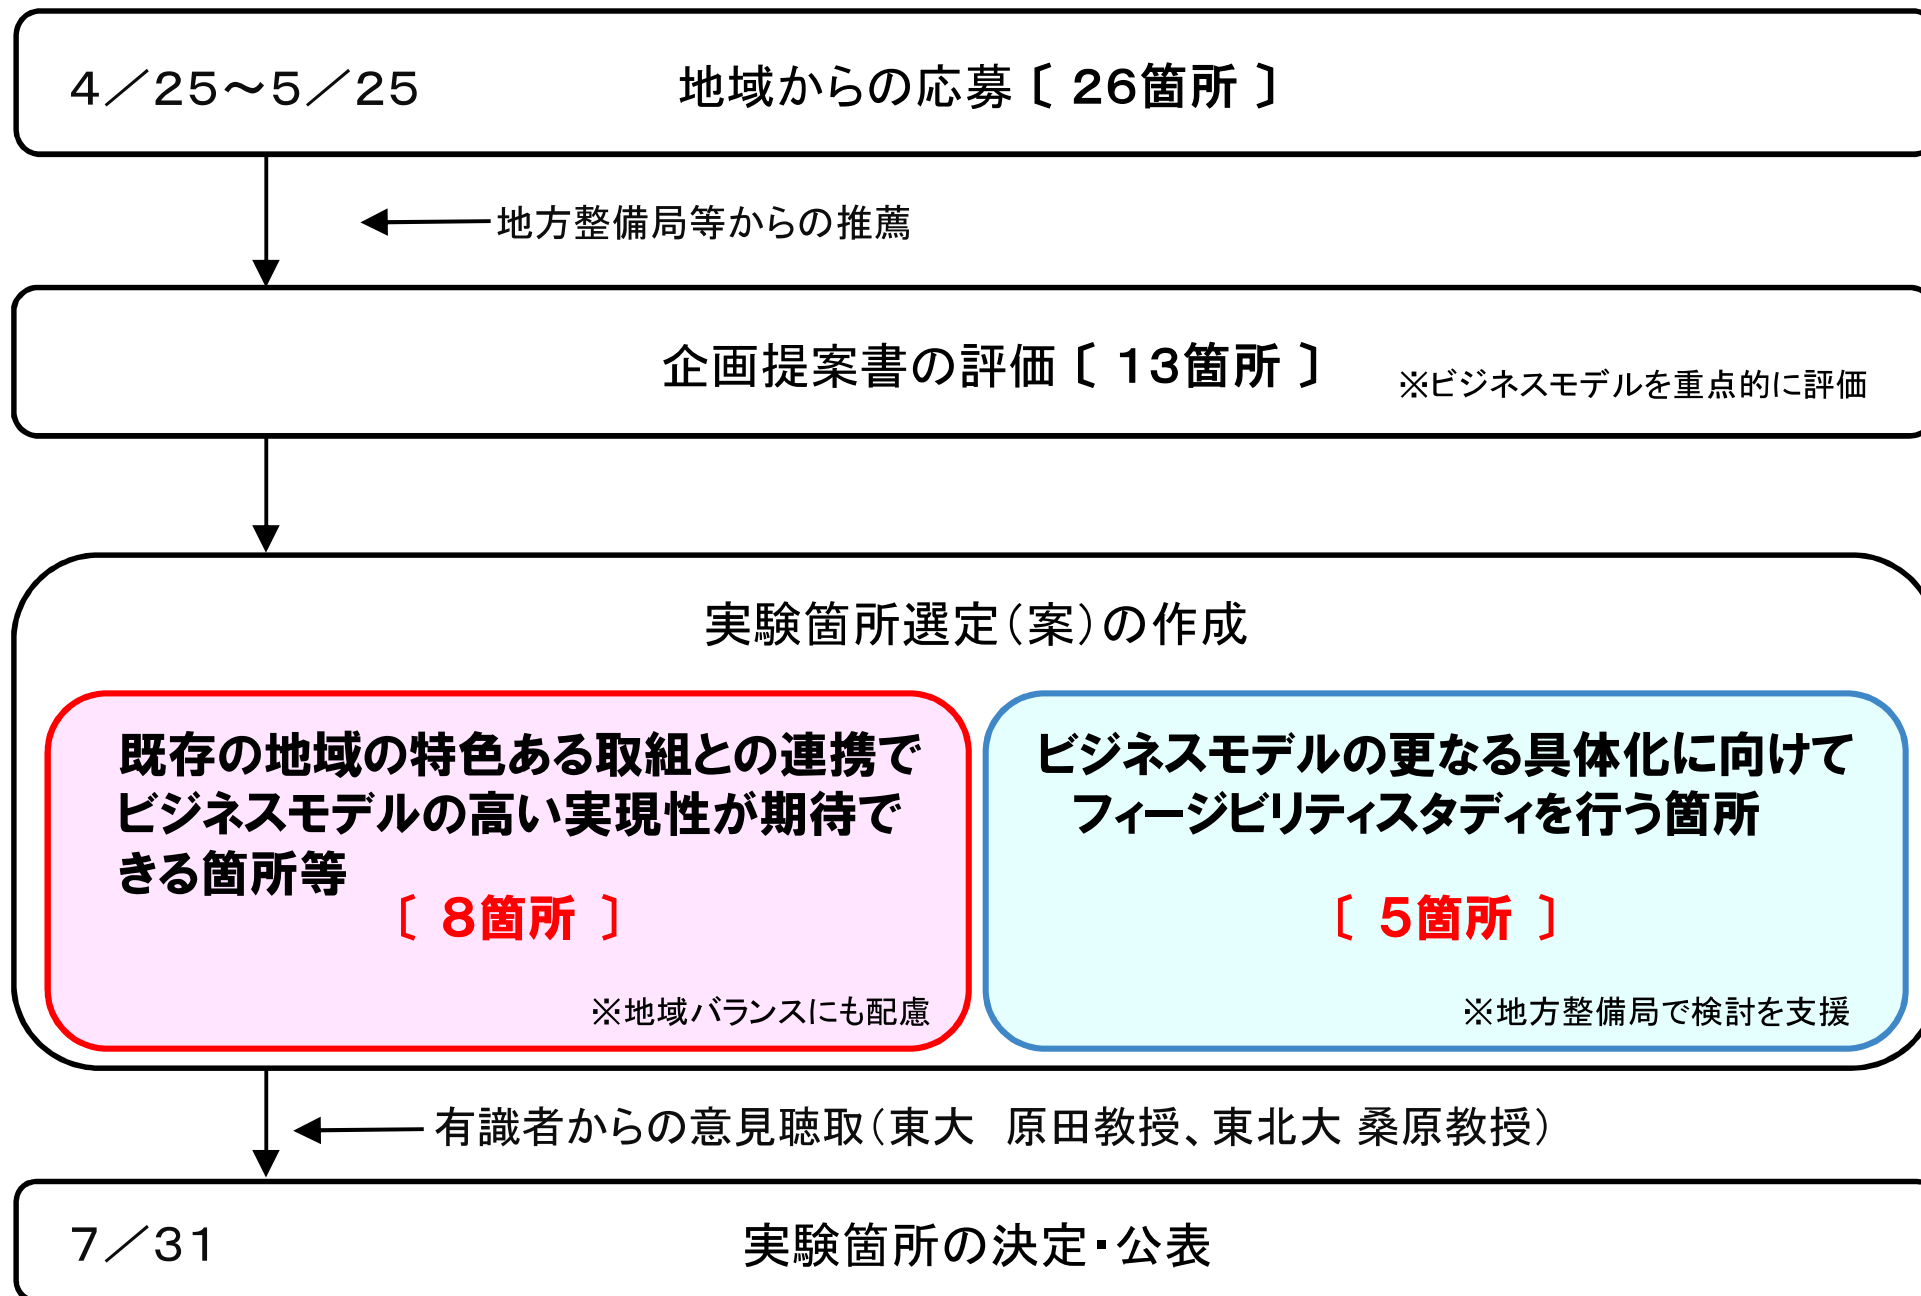 4／25～5／25 地域からの応募〔 26箇所 〕
地方整備局等からの推薦
企画提案書の評価〔 13箇所 〕 ※ビジネスモデルを重点的に評価
実験箇所選定（案）の作成
既存の地域の特色ある取組との連携で
ビジネスモデルの高い実現性が期待で
きる箇所等
〔 8箇所 〕
※地域バランスにも配慮
ビジネスモデルの更なる具体化に向けて
フィージビリティスタディを行う箇所
〔 5箇所 〕
※地方整備局で検討を支援
有識者からの意見聴取（東大　原田教授、東北大 桑原教授）
7／31 実験箇所の決定・公表